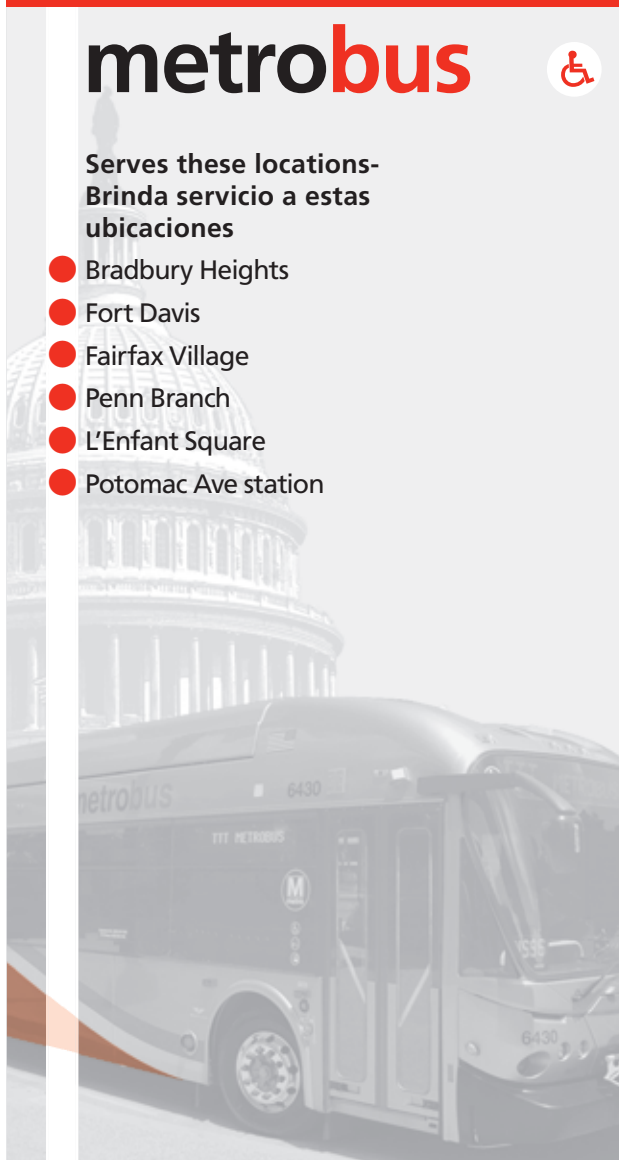 metrobus
Serves these locations-
Brinda servicio a estas
ubicaciones
Bradbury Heights
Fort Davis
Fairfax Village
Penn Branch
L’Enfant Square
Potomac Ave station
metrobus
6430
TYT METROBUS
M
6430